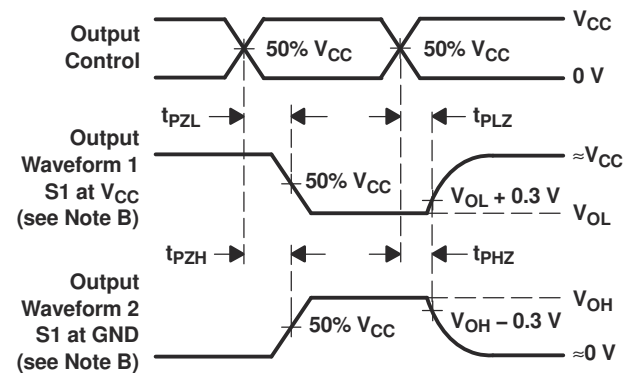 Output
Control
50% VCC
50% VCC
VCC
0 V
tPZL
tPLZ
Output
Waveform 1
S1 at VCC
(see Note B)
50% VCC
≈VCC
VOL + 0.3 V
VOL
tPZH
tPHZ
Output
Waveform 2
S1 at GND
(see Note B)
50% VCC
VOH
VOH − 0.3 V
≈0 V